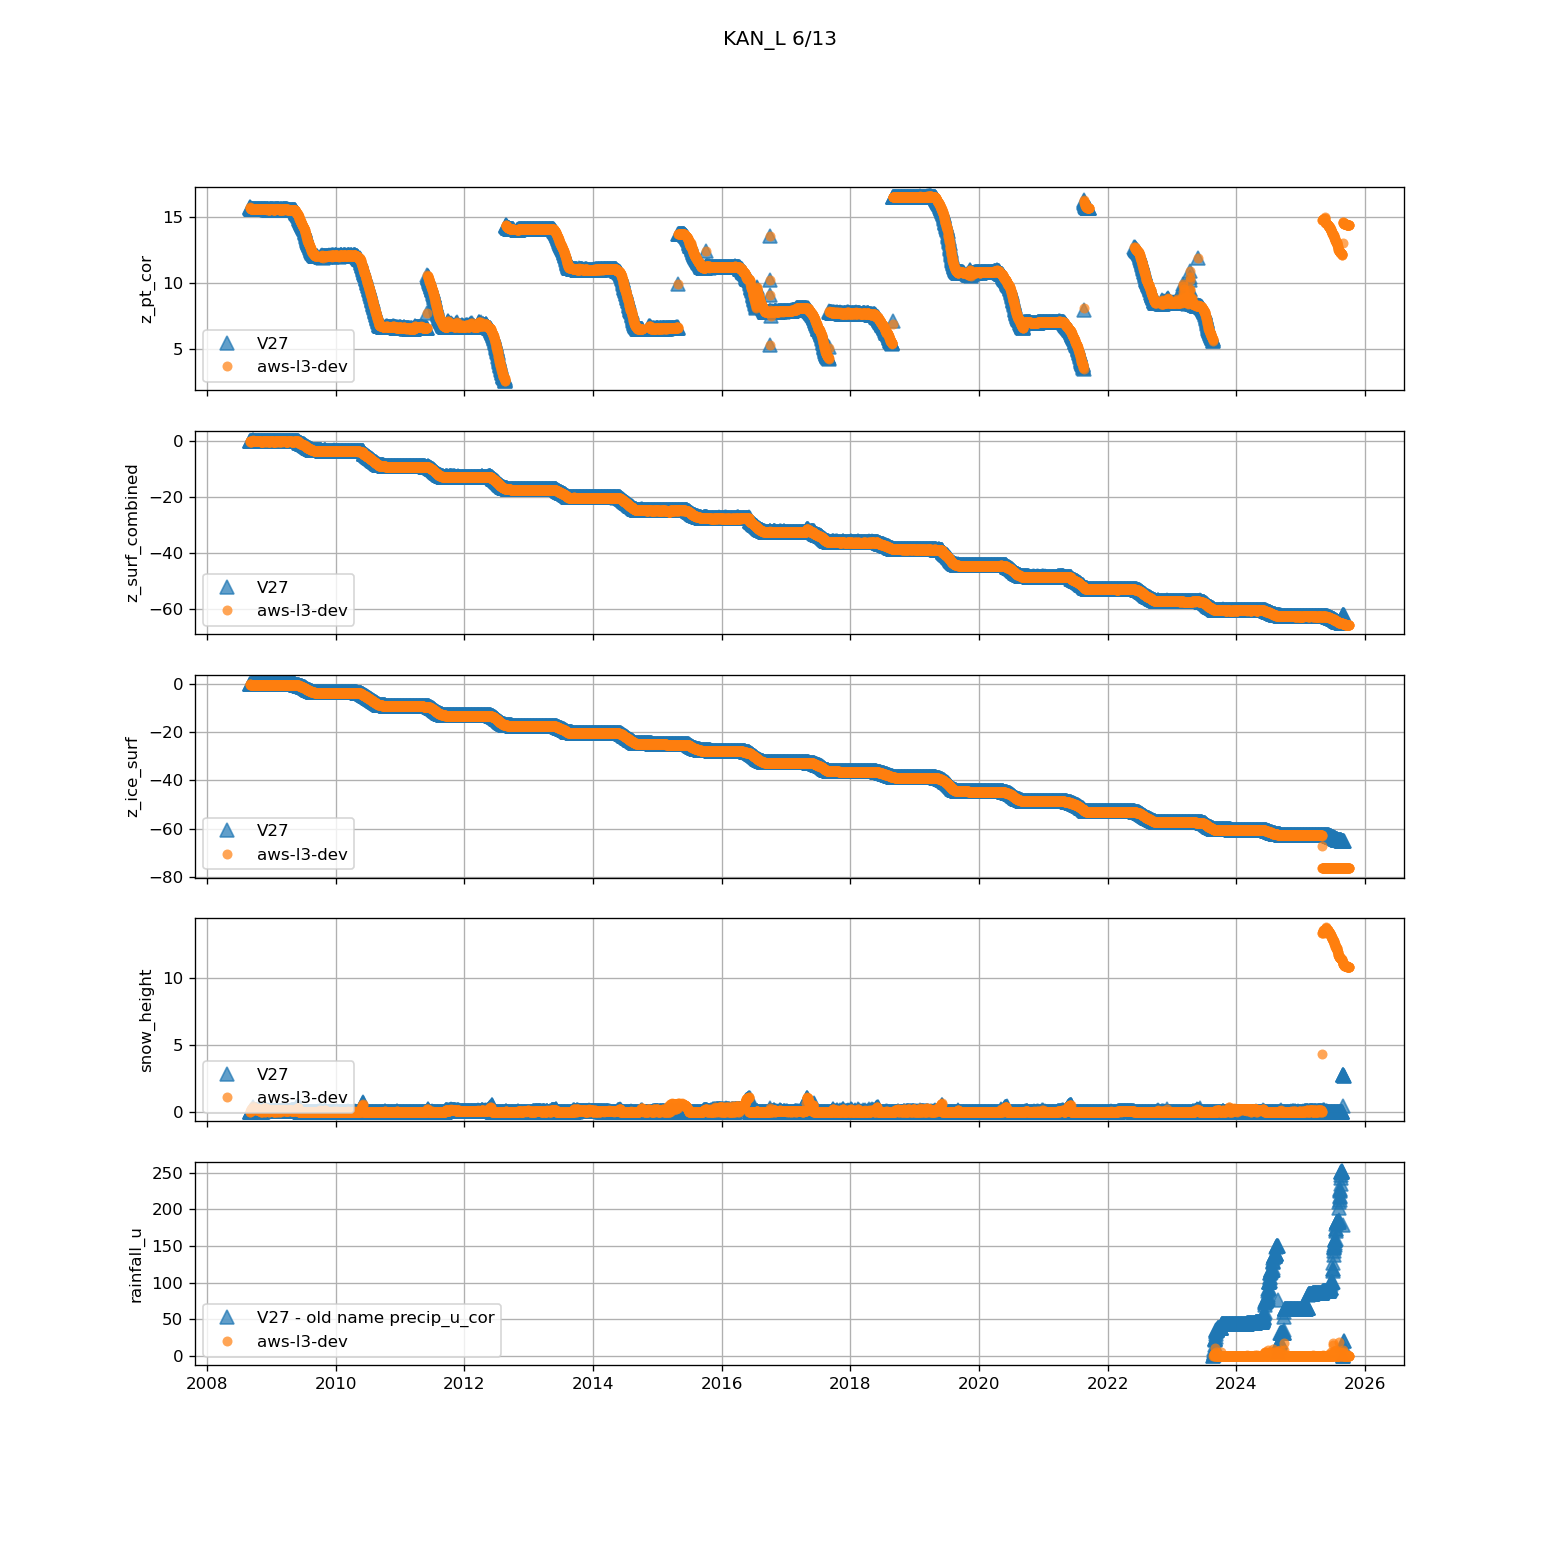 KAN_L 6/13
z_pt_cor
15
10
5
V27
aws-l3-dev
z_surf_combined
0
−20
−40
−60
V27
aws-l3-dev
z_ice_surf
0
−20
−40
−60
−80
V27
aws-l3-dev
snow_height
10
5
0
V27
aws-l3-dev
rainfall_u
250
200
150
100
50
0
V27 - old name precip_u_cor
aws-l3-dev
2008 2010 2012 2014 2016 2018 2020 2022 2024 2026